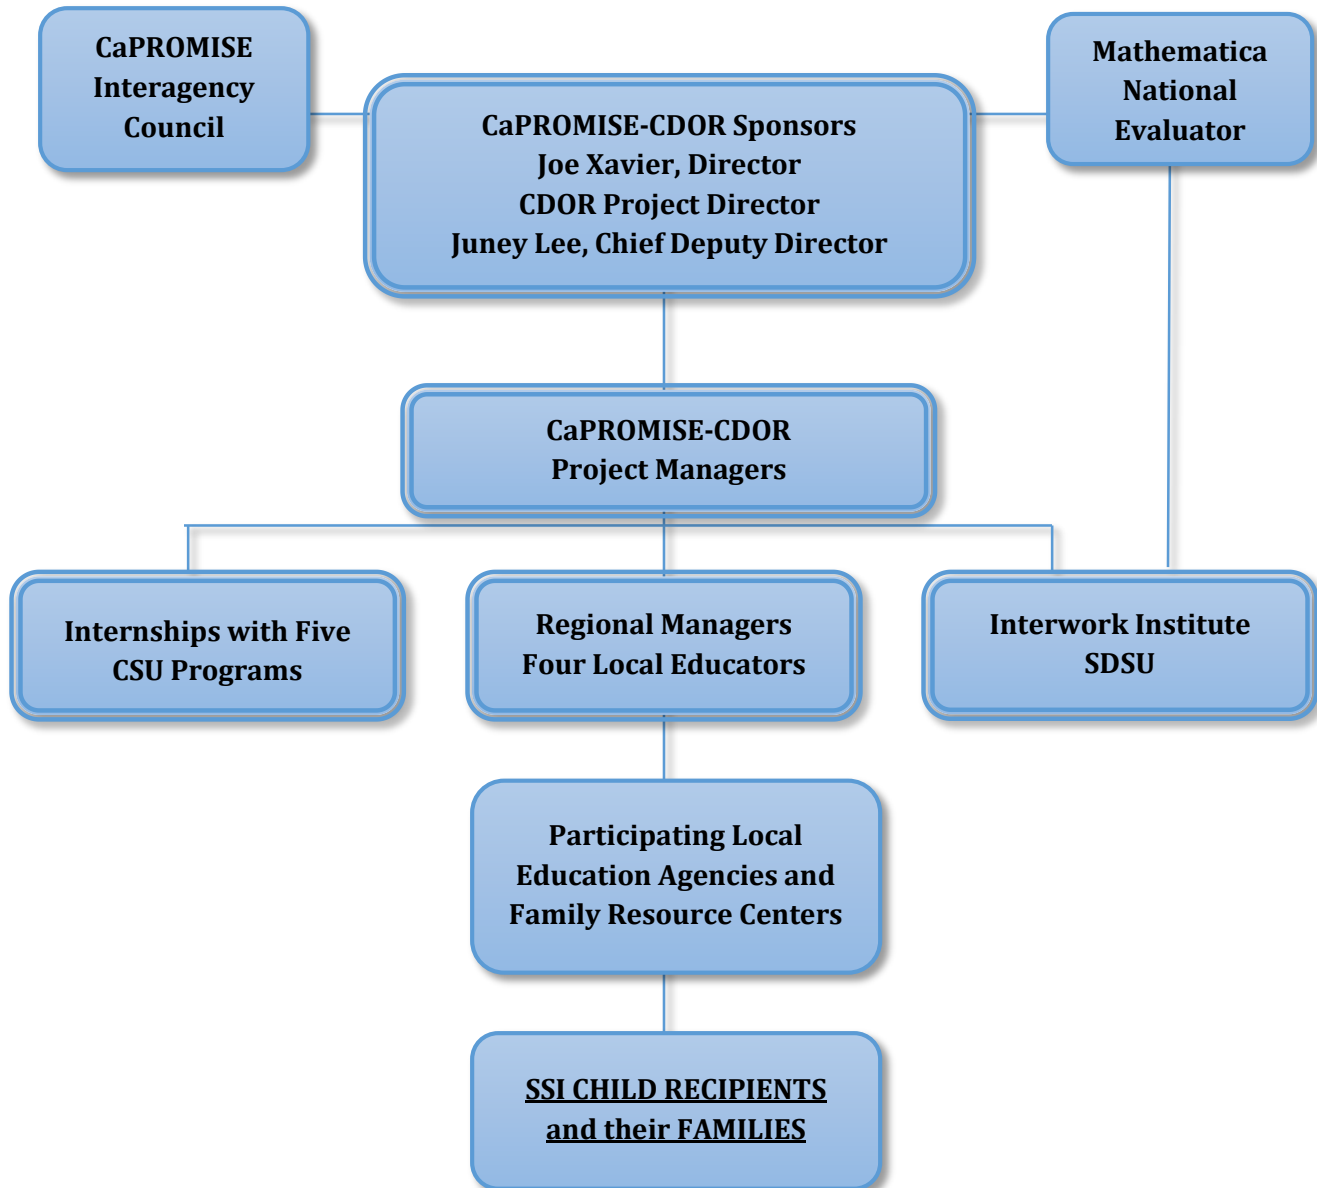 CaPROMISE
Interagency
Council
CaPROMISE-CDOR Sponsors
Joe Xavier, Director
CDOR Project Director
Juney Lee, Chief Deputy Director
Mathematica
National
Evaluator
CaPROMISE-CDOR
Project Managers
Internships with Five
CSU Programs
Regional Managers
Four Local Educators
Interwork Institute
SDSU
Participating Local
Education Agencies and
Family Resource Centers
SSI CHILD RECIPIENTS
and their FAMILIES